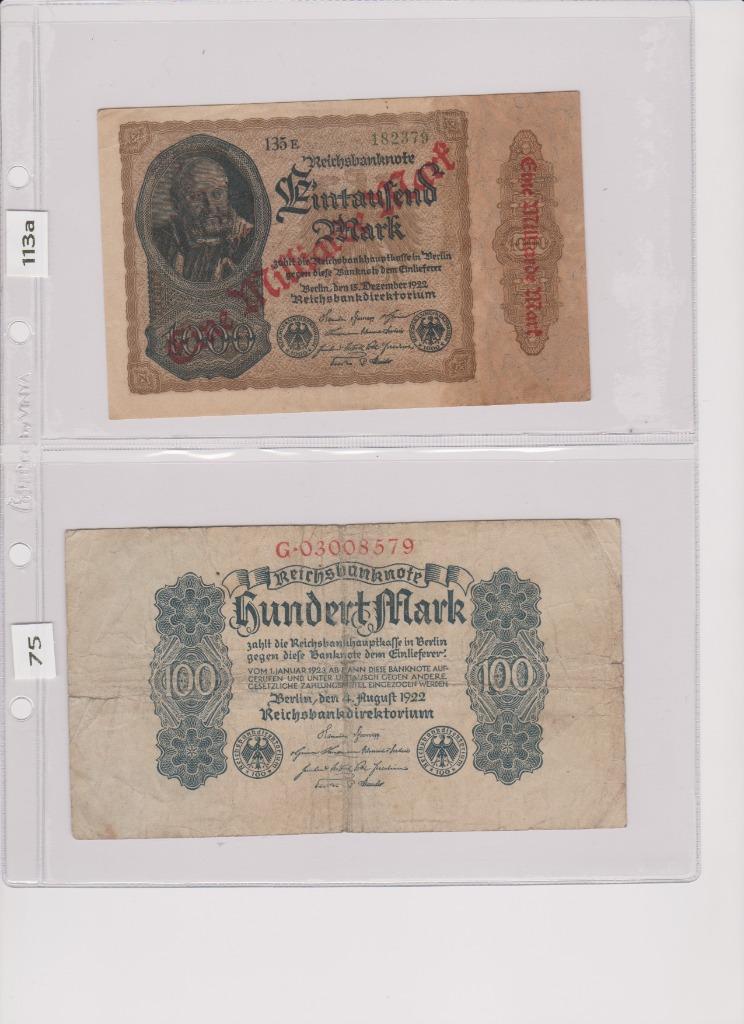 113a
135 E 182379
Reichsbanknote
Eintausend
Mark
zahlt die Reichsbankhauptkasse in Berlin
gegen diese Banknote dem Einlieferer
Berlin, den 15. Dezember 1922
Reichsbankdirektorium
1000
Eine Milliarde Mark
Eine Milliarde Mark
75
G·03008579
Reichsbanknote
Hundert Mark
zahlt die Reichsbankhauptkasse in Berlin
gegen diese Banknote dem Einlieferer.
VOM 1. JANUAR 1923 AB KANN DIESE BANKNOTE AUF-
GERUFEN UND UNTER UMTAUSCH GEGEN ANDERE
GESETZLICHE ZAHLUNGSMITTEL EINGEZOGEN WERDEN
100 100
Berlin, den 4. August 1922
Reichsbankdirektorium